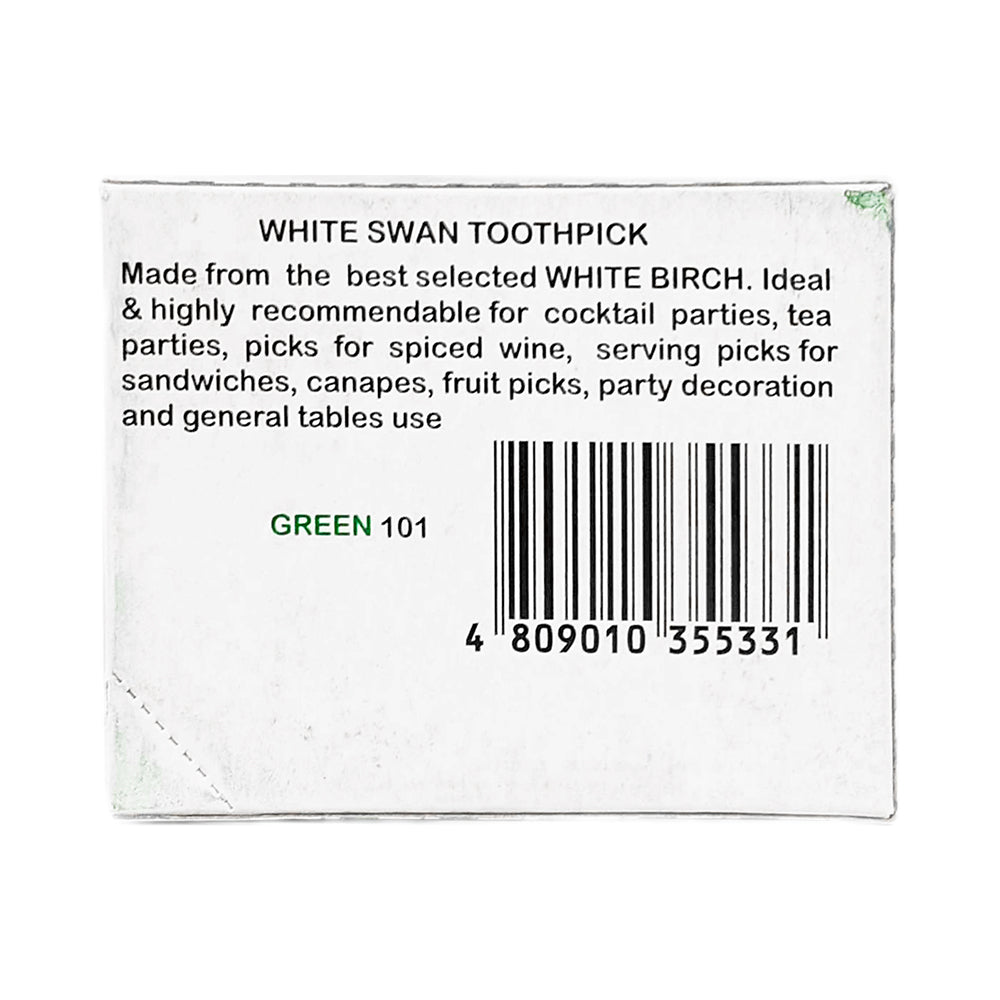 WHITE SWAN TOOTHPICK
Made from the best selected WHITE BIRCH. Ideal
& highly recommendable for cocktail parties, tea
parties, picks for spiced wine, serving picks for
sandwiches, canapes, fruit picks, party decoration
and general tables use
GREEN 101
4 809010 355331